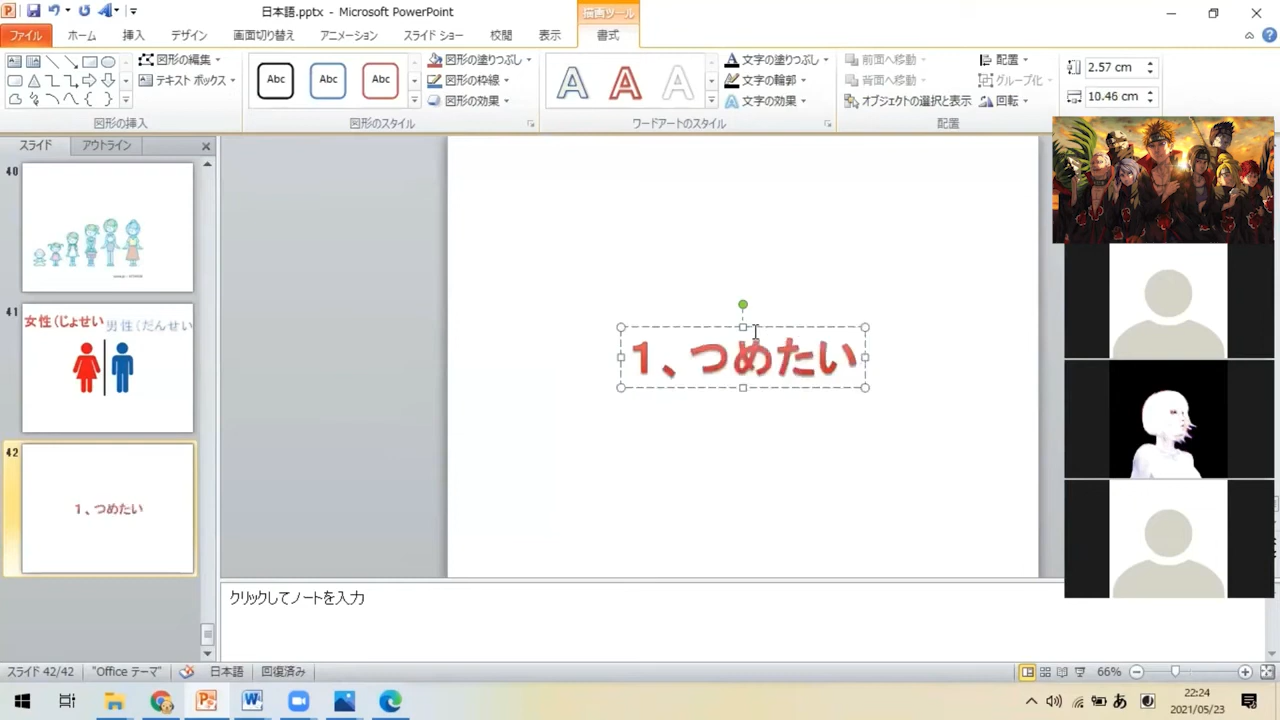 日本語.pptx - Microsoft PowerPoint
描画ツール
ファイル ホーム 挿入 デザイン 画面切り替え アニメーション スライド ショー 校閲 表示 書式
図形の編集
テキスト ボックス
図形の挿入
Abc Abc Abc
図形の塗りつぶし
図形の枠線
図形の効果
図形のスタイル
A A A
文字の塗りつぶし
文字の輪郭
文字の効果
ワードアートのスタイル
前面へ移動
背面へ移動
オブジェクトの選択と表示
配置
グループ化
回転
配置
2.57 cm
10.46 cm
スライド アウトライン
40
41
女性(じょせい 男性(だんせい
42
1、つめたい
1、つめたい
クリックしてノートを入力
スライド 42/42 "Office テーマ" 日本語 回復済み 66%
あ
22:24
2021/05/23